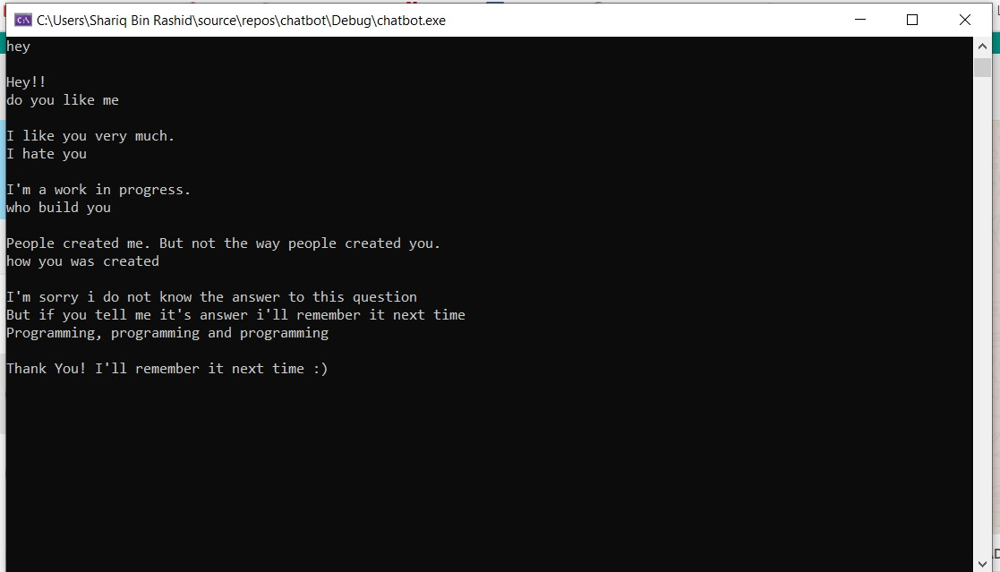 C:\Users\Shariq Bin Rashid\source\repos\chatbot\Debug\chatbot.exe
hey
Hey!!
do you like me
I like you very much.
I hate you
I'm a work in progress.
who build you
People created me. But not the way people created you.
how you was created
I'm sorry i do not know the answer to this question
But if you tell me it's answer i'll remember it next time
Programming, programming and programming
Thank You! I'll remember it next time :)